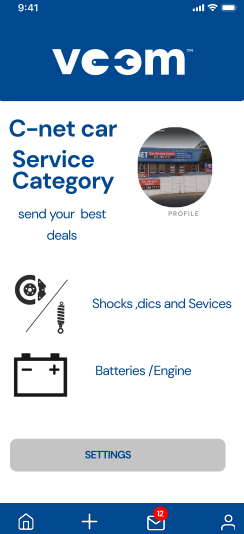 9:41
veem™
C-net car
Service
Category
send your best
deals
PROFILE
Shocks ,dics and Sevices
Batteries /Engine
SETTINGS
12